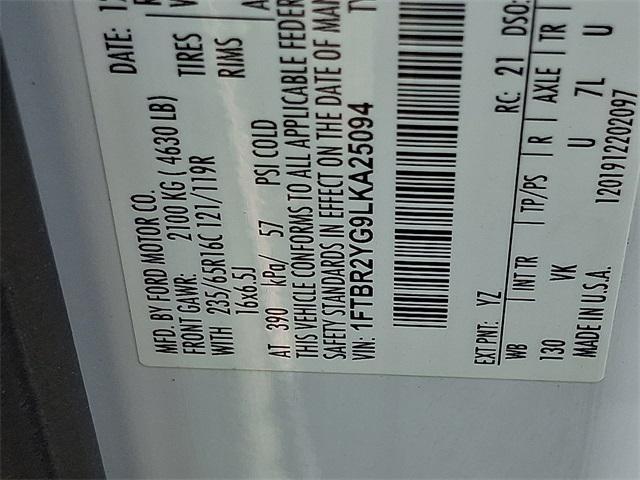 MFD. BY FORD MOTOR CO.
DATE: 12
FRONT GAWR: 2100 KG ( 4630 LB)
WITH 235/65R16C 121/119R TIRES
16x6.5J RIMS
AT 390 kPa/ 57 PSI COLD
THIS VEHICLE CONFORMS TO ALL APPLICABLE FEDER
SAFETY STANDARDS IN EFFECT ON THE DATE OF MAN
VIN: 1FTBR2YG9LKA25094
EXT PNT: YZ RC: 21 DSO:
WB | INT TR | TP/PS | R | AXLE | TR |
130 VK U 7L U
MADE IN U.S.A. 1201912202097